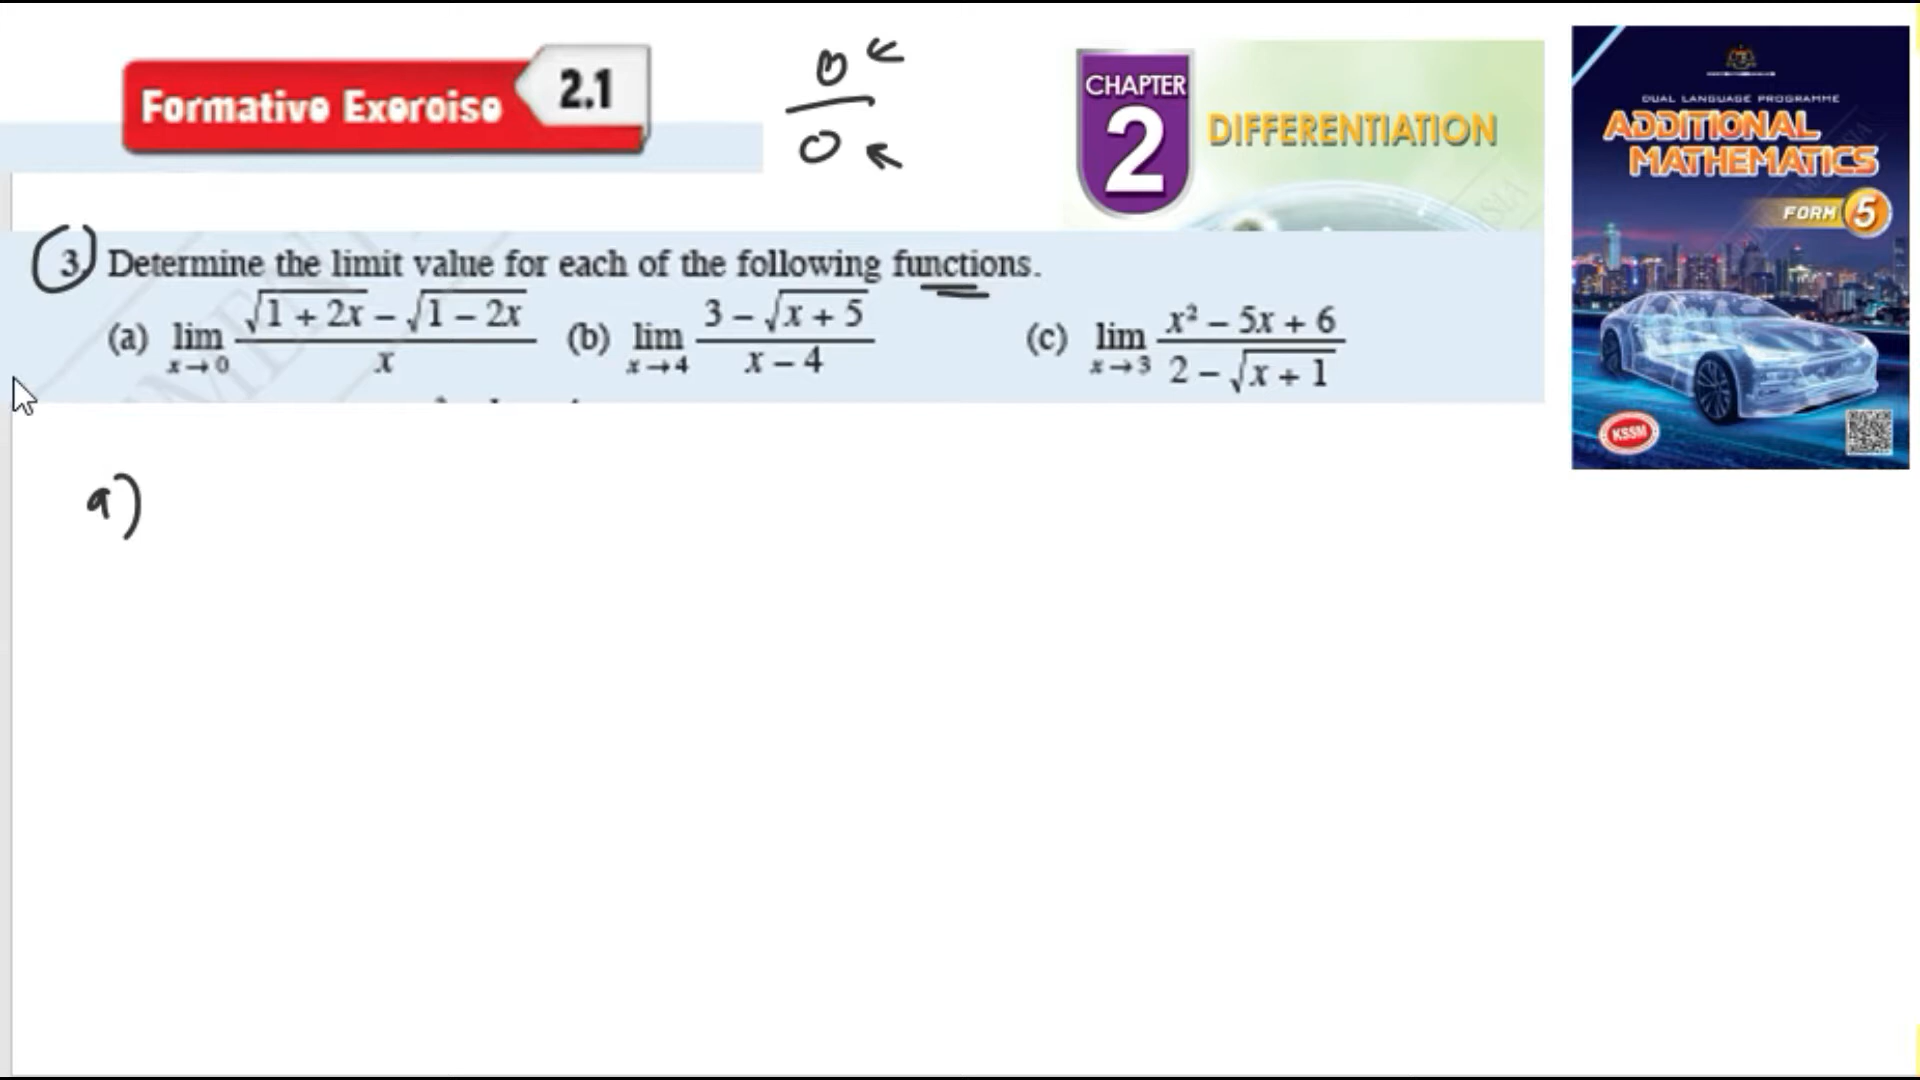 Formative Exercise 2.1
0
0
CHAPTER
2
DIFFERENTIATION
DUAL LANGUAGE PROGRAMME
ADDITIONAL
MATHEMATICS
FORM 5
KSSM
3. Determine the limit value for each of the following functions.
(a) lim x→0 (√(1 + 2x) – √(1 – 2x)) / x (b) lim x→4 (3 – √(x + 5)) / (x – 4) (c) lim x→3 (x² – 5x + 6) / (2 – √(x + 1))
a)